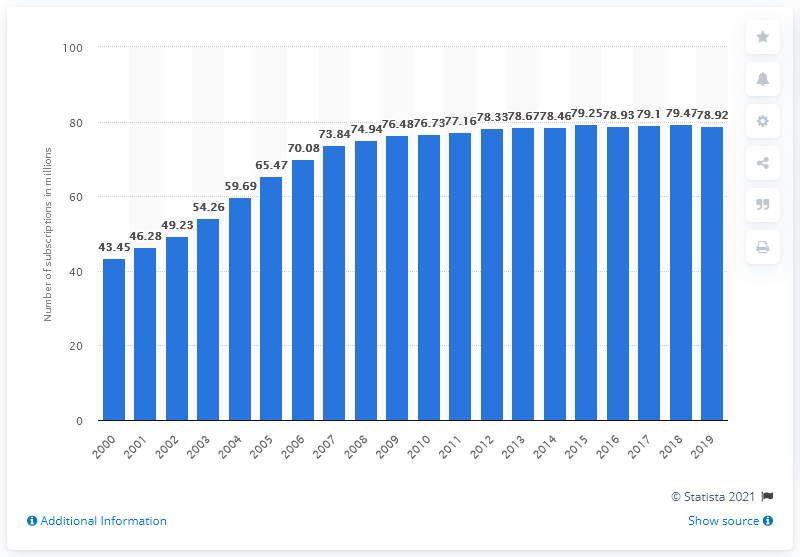 100
80
60
40
20
0
Number of subscriptions in millions
43.45 46.28 49.23 54.26 59.69 65.47 70.08 73.84 74.94 76.48 76.73 77.16 78.33 78.67 78.46 79.25 78.93 79.1 79.47 78.92
2000 2001 2002 2003 2004 2005 2006 2007 2008 2009 2010 2011 2012 2013 2014 2015 2016 2017 2018 2019
© Statista 2021
Additional Information
Show source